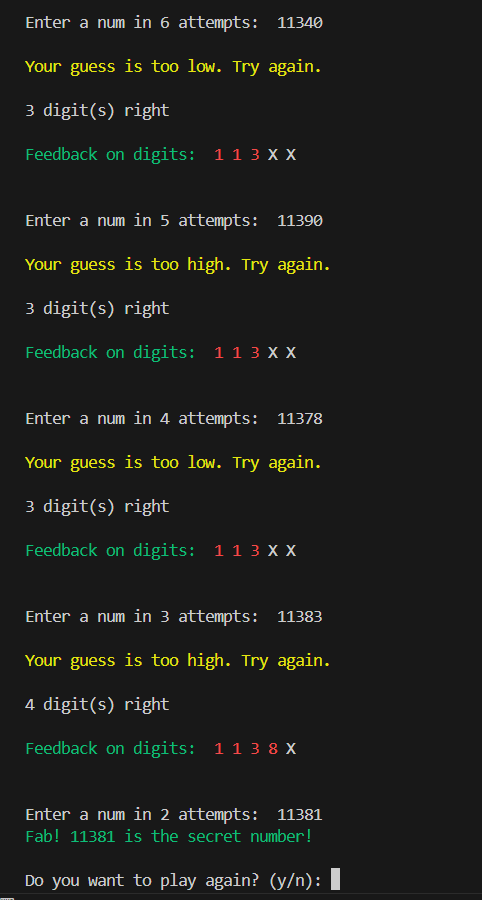 Enter a num in 6 attempts:  11340
Your guess is too low. Try again.
3 digit(s) right
Feedback on digits:  1 1 3 X X
Enter a num in 5 attempts:  11390
Your guess is too high. Try again.
3 digit(s) right
Feedback on digits:  1 1 3 X X
Enter a num in 4 attempts:  11378
Your guess is too low. Try again.
3 digit(s) right
Feedback on digits:  1 1 3 X X
Enter a num in 3 attempts:  11383
Your guess is too high. Try again.
4 digit(s) right
Feedback on digits:  1 1 3 8 X
Enter a num in 2 attempts:  11381
Fab! 11381 is the secret number!
Do you want to play again? (y/n):